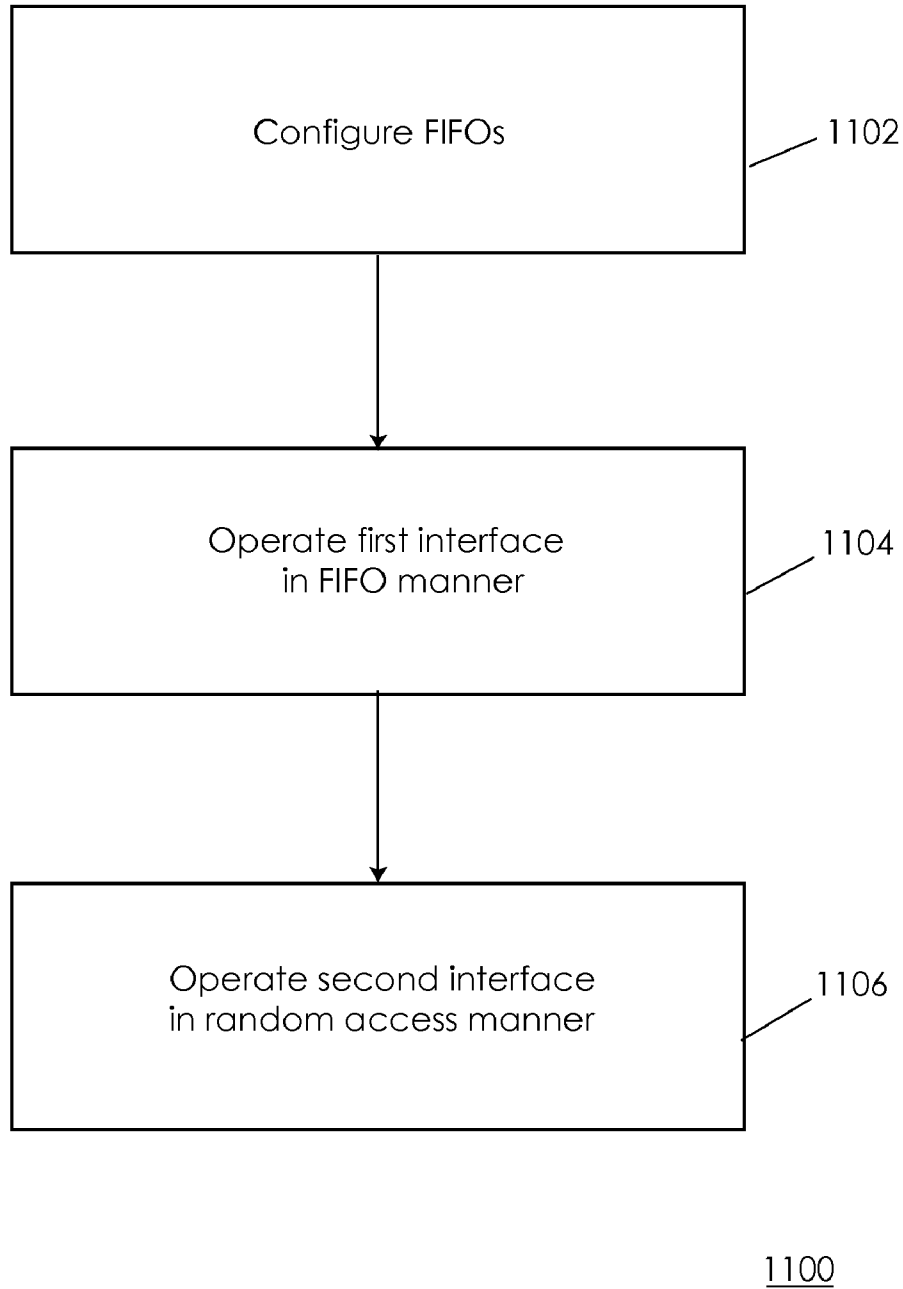 Configure FIFOs
1102
Operate first interface
in FIFO manner
1104
Operate second interface
in random access manner
1106
1100